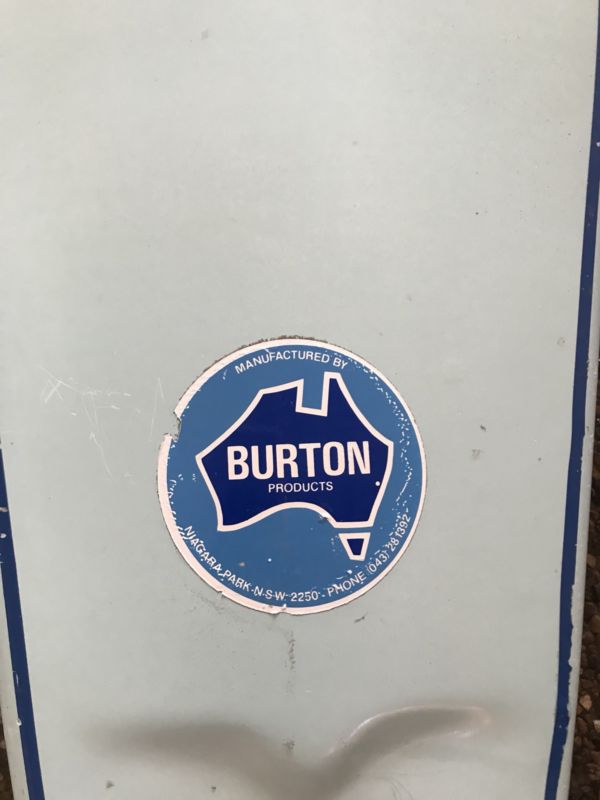 MANUFACTURED BY
BURTON
PRODUCTS
NIAGARA PARK N·S·W· 2250 - PHONE (043) 28 1392